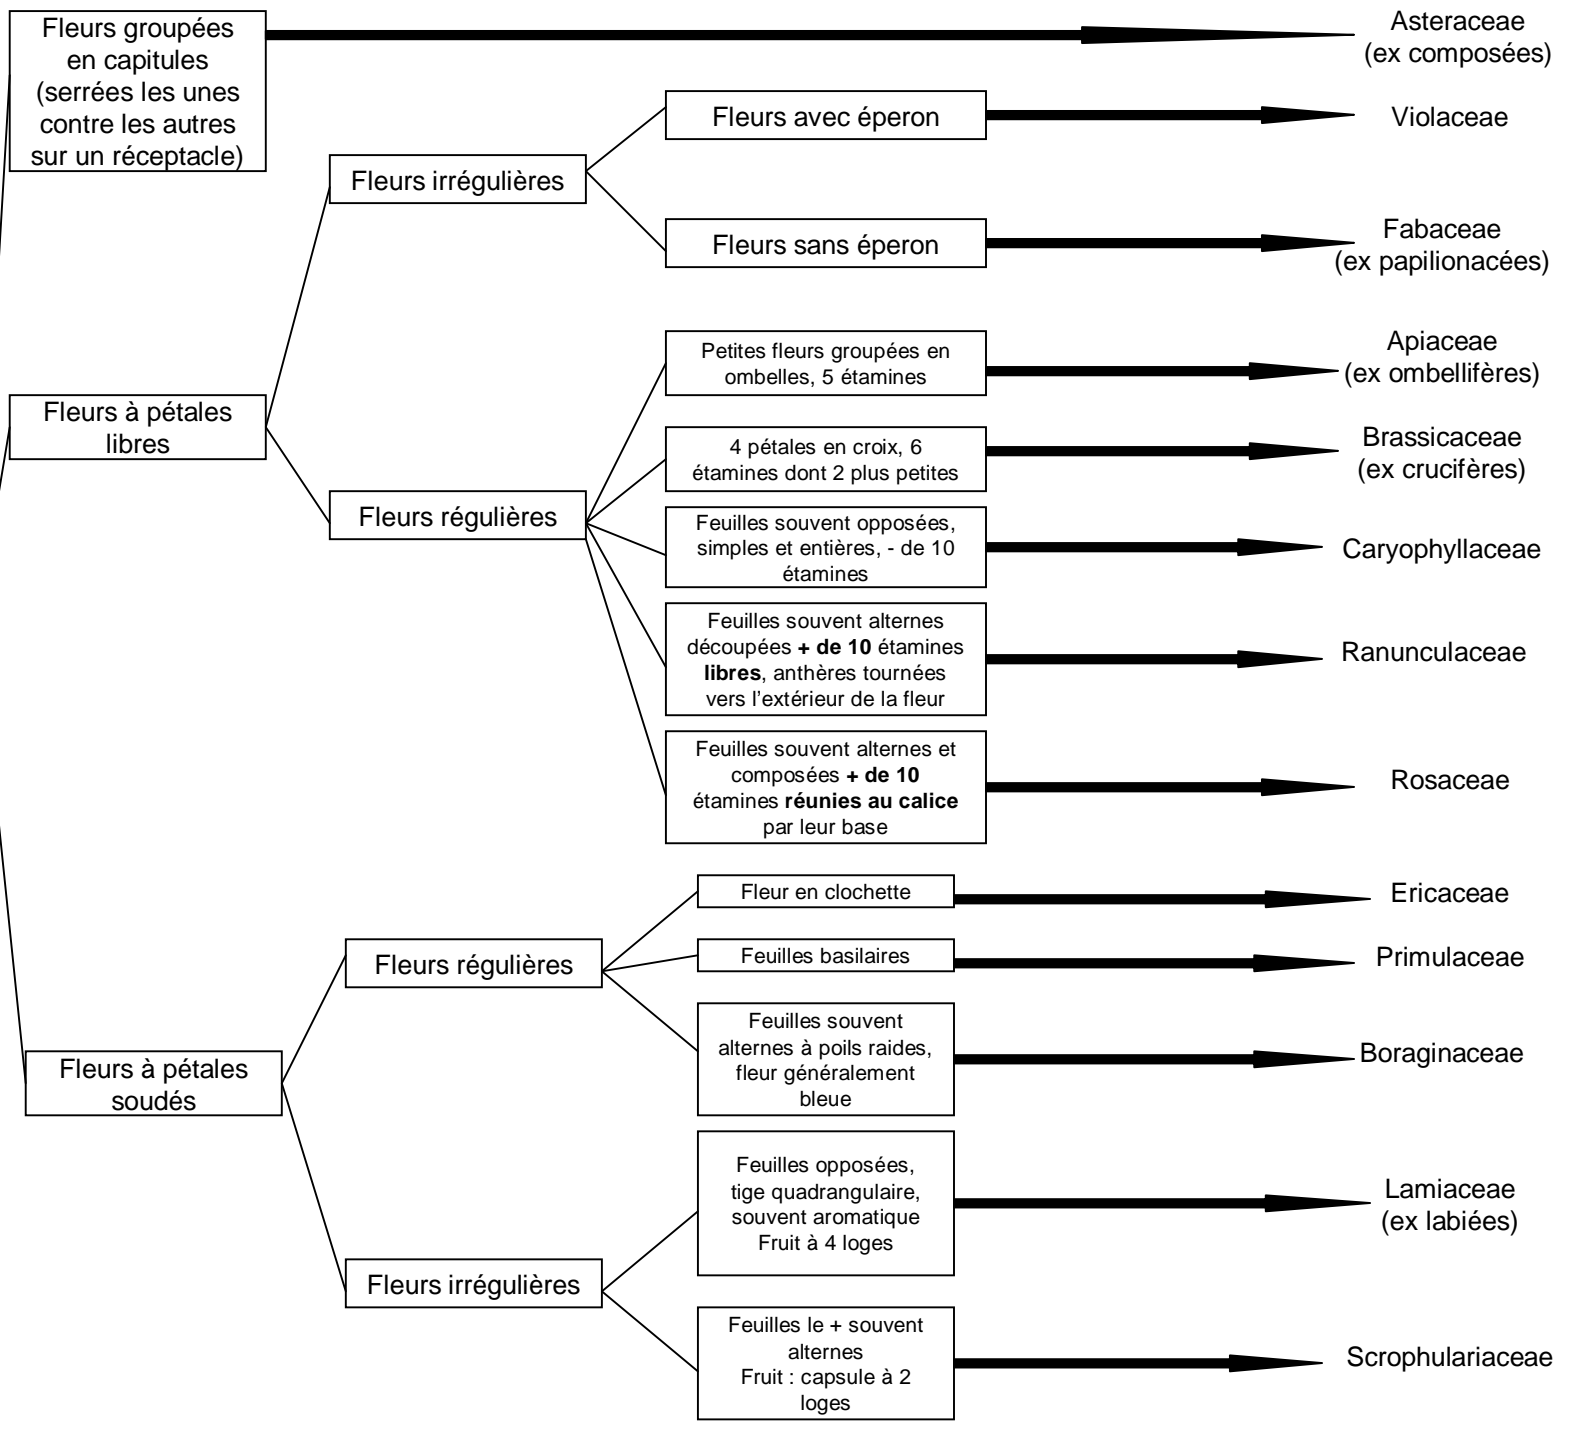 Fleurs groupées
en capitules
(serrées les unes
contre les autres
sur un réceptacle)
Asteraceae
(ex composées)
Fleurs à pétales
libres
Fleurs irrégulières
Fleurs avec éperon
Violaceae
Fleurs sans éperon
Fabaceae
(ex papilionacées)
Fleurs régulières
Petites fleurs groupées en
ombelles, 5 étamines
Apiaceae
(ex ombellifères)
4 pétales en croix, 6
étamines dont 2 plus petites
Brassicaceae
(ex crucifères)
Feuilles souvent opposées,
simples et entières, - de 10
étamines
Caryophyllaceae
Feuilles souvent alternes
découpées + de 10 étamines
libres, anthères tournées
vers l'extérieur de la fleur
Ranunculaceae
Feuilles souvent alternes et
composées + de 10
étamines réunies au calice
par leur base
Rosaceae
Fleurs à pétales
soudés
Fleurs régulières
Fleur en clochette
Ericaceae
Feuilles basilaires
Primulaceae
Feuilles souvent
alternes à poils raides,
fleur généralement
bleue
Boraginaceae
Fleurs irrégulières
Feuilles opposées,
tige quadrangulaire,
souvent aromatique
Fruit à 4 loges
Lamiaceae
(ex labiées)
Feuilles le + souvent
alternes
Fruit : capsule à 2
loges
Scrophulariaceae